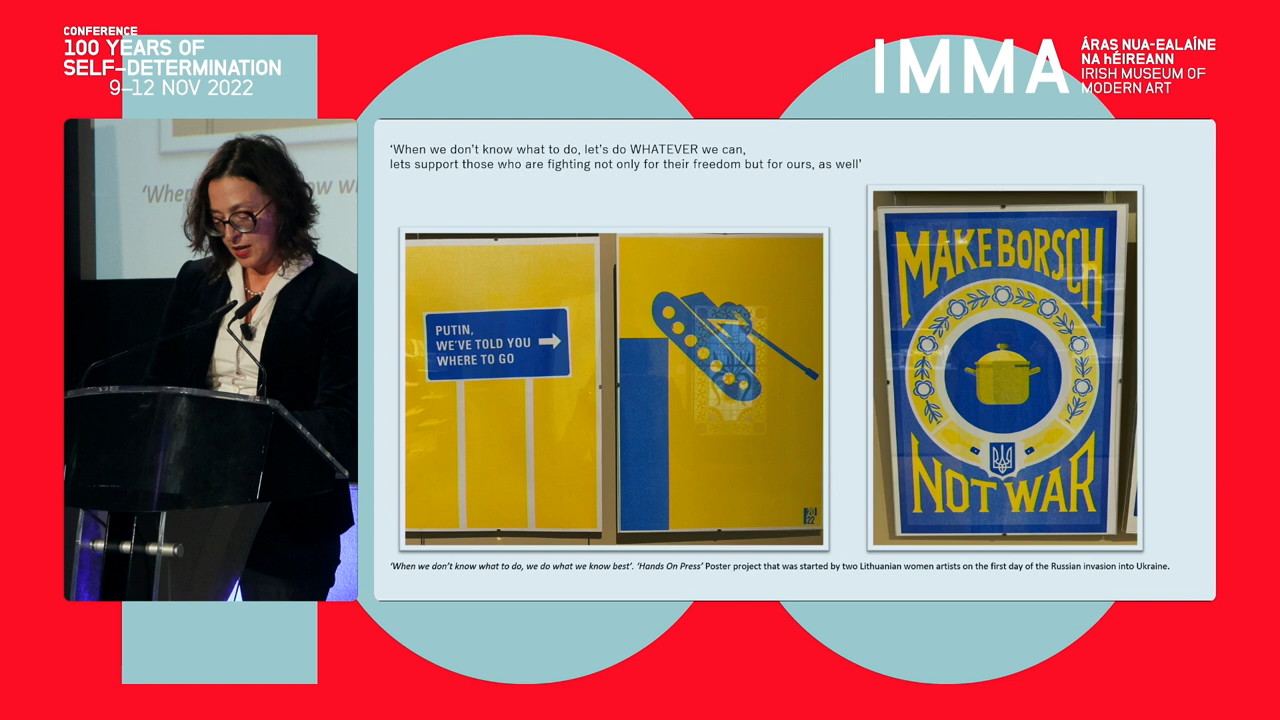 CONFERENCE
100 YEARS OF
SELF–DETERMINATION
9–12 NOV 2022
IMMA
ÁRAS NUA-EALAÍNE
NA hÉIREANN
IRISH MUSEUM OF
MODERN ART
‘When we don’t know what to do, let’s do WHATEVER we can,
lets support those who are fighting not only for their freedom but for ours, as well’
‘When
now
PUTIN,
WE’VE TOLD YOU
WHERE TO GO
20
22
MAKE BORSCH
NOT WAR
‘When we don’t know what to do, we do what we know best’. ‘Hands On Press’ Poster project that was started by two Lithuanian women artists on the first day of the Russian invasion into Ukraine.